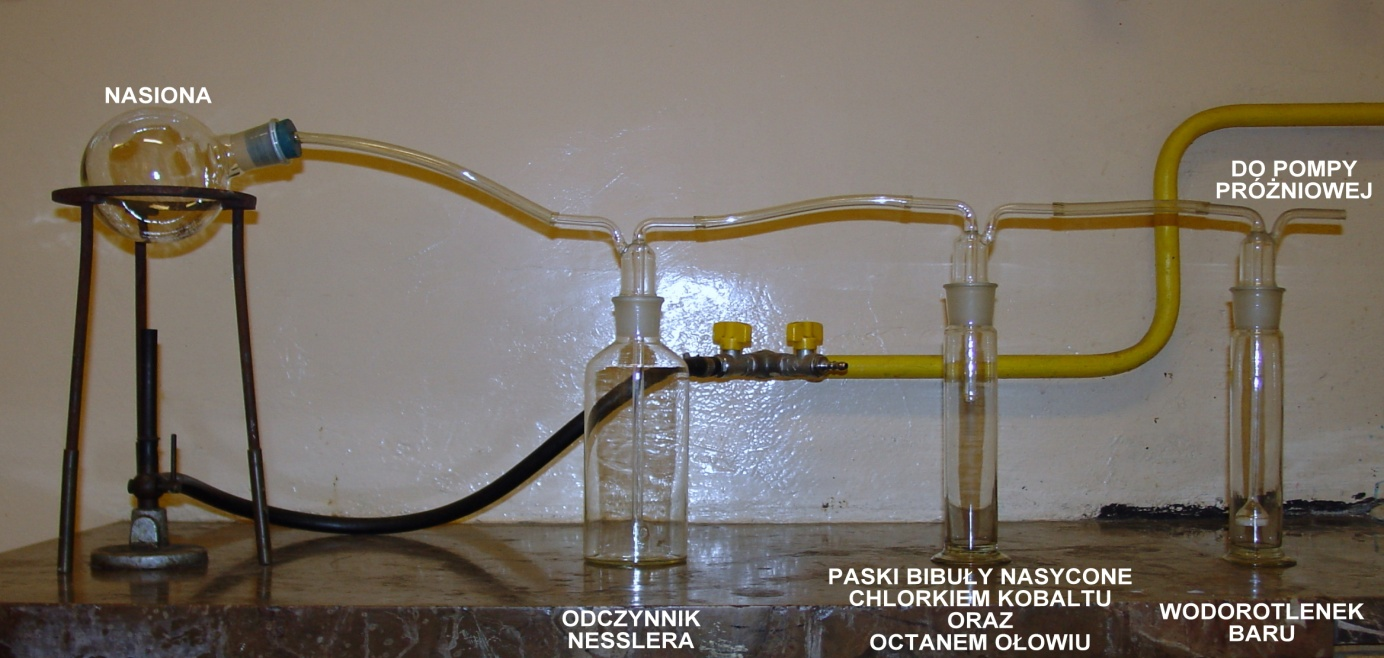 NASIONA
DO POMPY
PRÓŻNIOWEJ
ODCZYNNIK
NESSLERA
PASKI BIBUŁY NASYCONE
CHLORKIEM KOBALTU
ORAZ
OCTANEM OŁOWIU
WODOROTLENEK
BARU